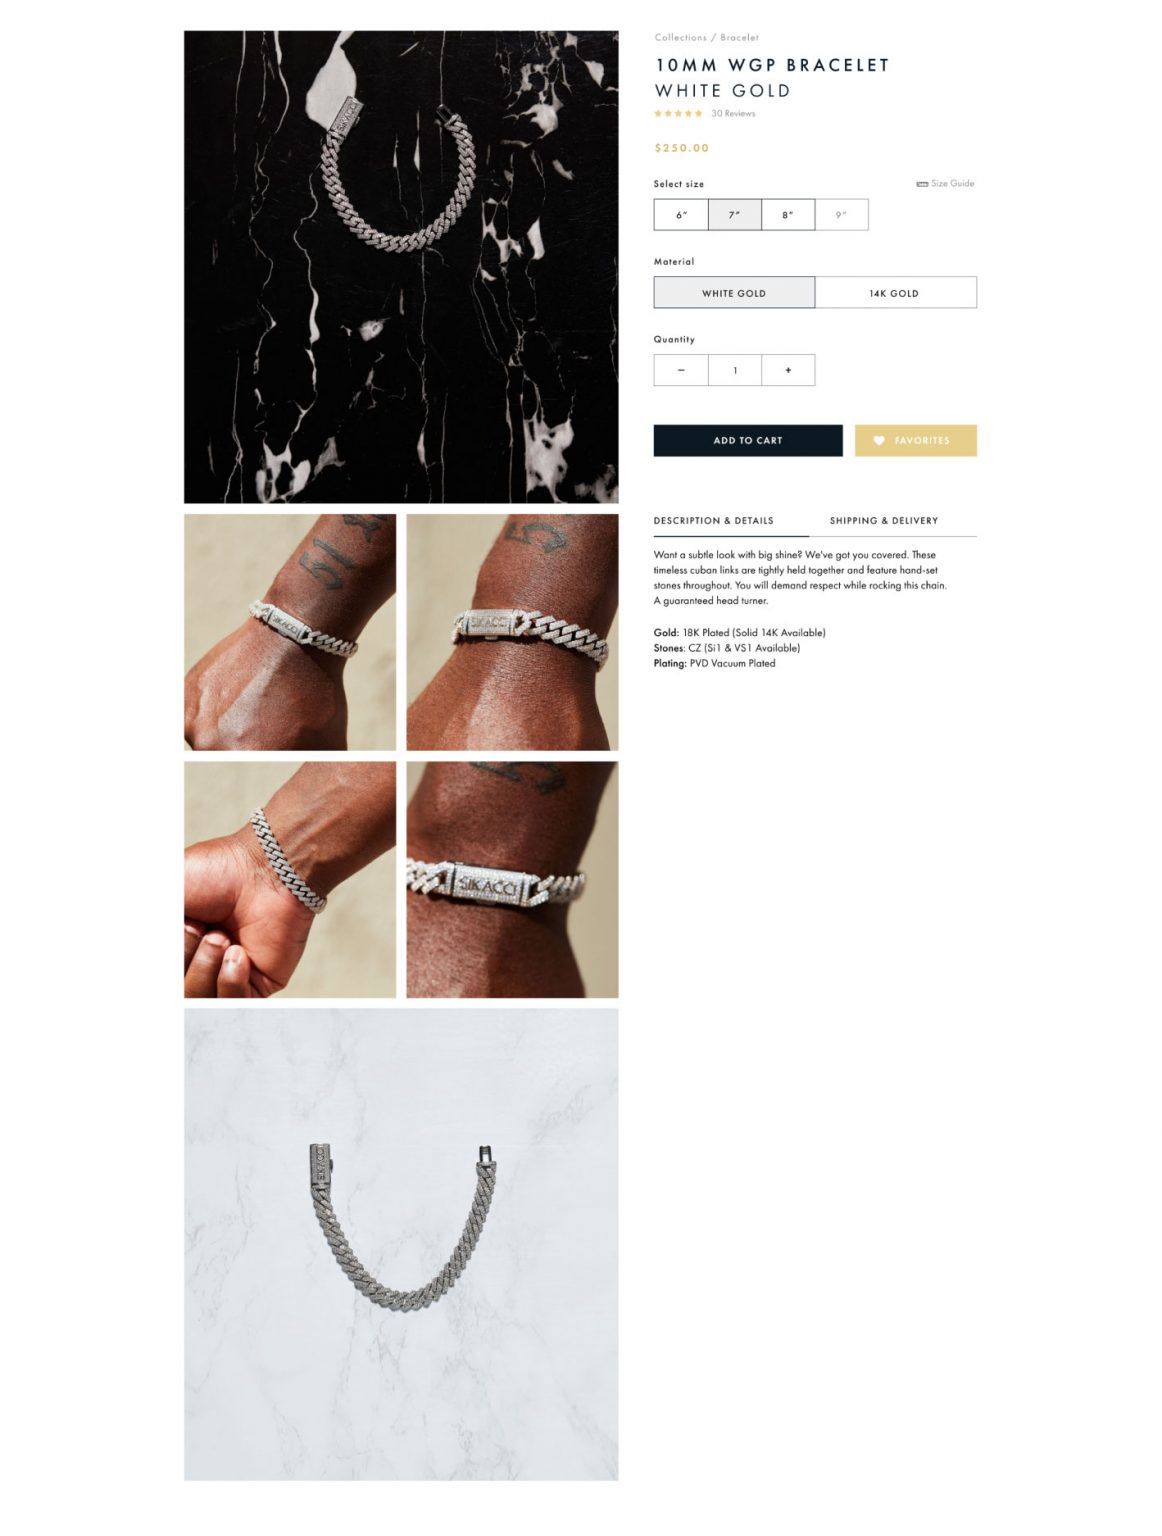 Collections / Bracelet
10MM WGP BRACELET
WHITE GOLD
30 Reviews
$250.00
Select size
Size Guide
6” 7” 8” 9”
Material
WHITE GOLD 14K GOLD
Quantity
– 1 +
ADD TO CART FAVORITES
DESCRIPTION & DETAILS SHIPPING & DELIVERY
Want a subtle look with big shine? We've got you covered. These
timeless cuban links are tightly held together and feature hand-set
stones throughout. You will demand respect while rocking this chain.
A guaranteed head turner.
Gold: 18K Plated (Solid 14K Available)
Stones: CZ (Si1 & VS1 Available)
Plating: PVD Vacuum Plated
SIKACCI
51
SIKACCI
5
SIKACCI
SIKACCI
SIKACCI